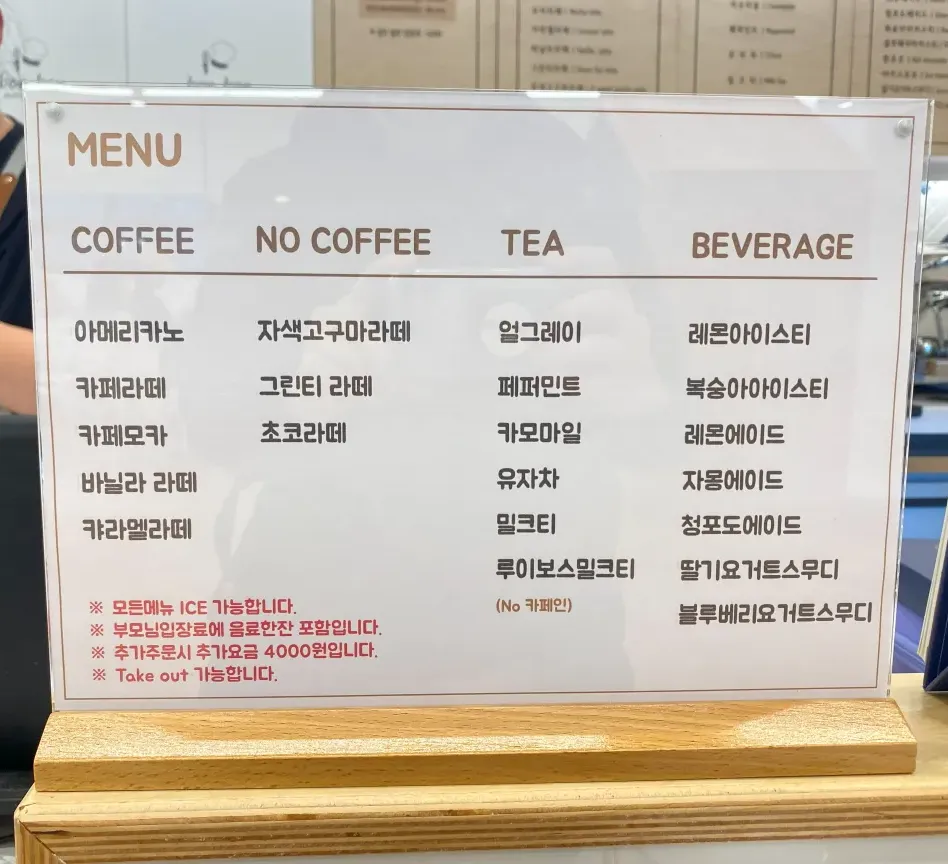 MENU
COFFEE
아메리카노
카페라떼
카페모카
바닐라 라떼
캬라멜라떼
NO COFFEE
자색고구마라떼
그린티 라떼
초코라떼
TEA
얼그레이
페퍼민트
카모마일
유자차
밀크티
루이보스밀크티
(No 카페인)
BEVERAGE
레몬아이스티
복숭아아이스티
레몬에이드
자몽에이드
청포도에이드
딸기요거트스무디
블루베리요거트스무디
※ 모든메뉴 ICE 가능합니다.
※ 부모님입장료에 음료한잔 포함입니다.
※ 추가주문시 추가요금 4000원입니다.
※ Take out 가능합니다.